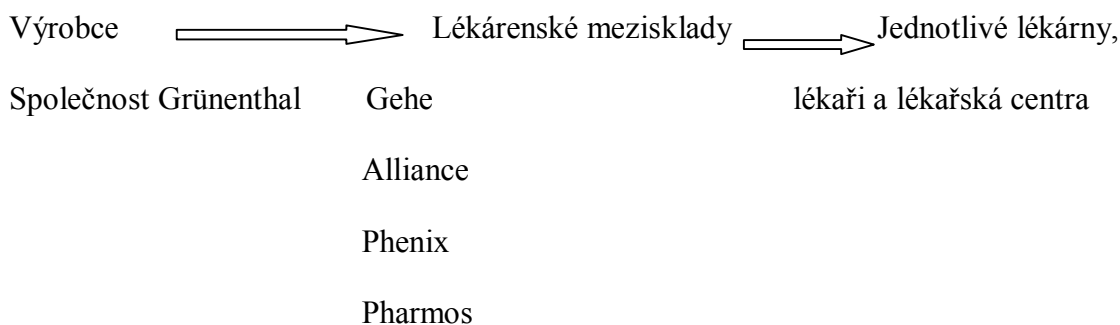 Výrobce Lékárenské mezisklady Jednotlivé lékárny,
Společnost Grünenthal Gehe lékaři a lékařská centra
Alliance
Phenix
Pharmos